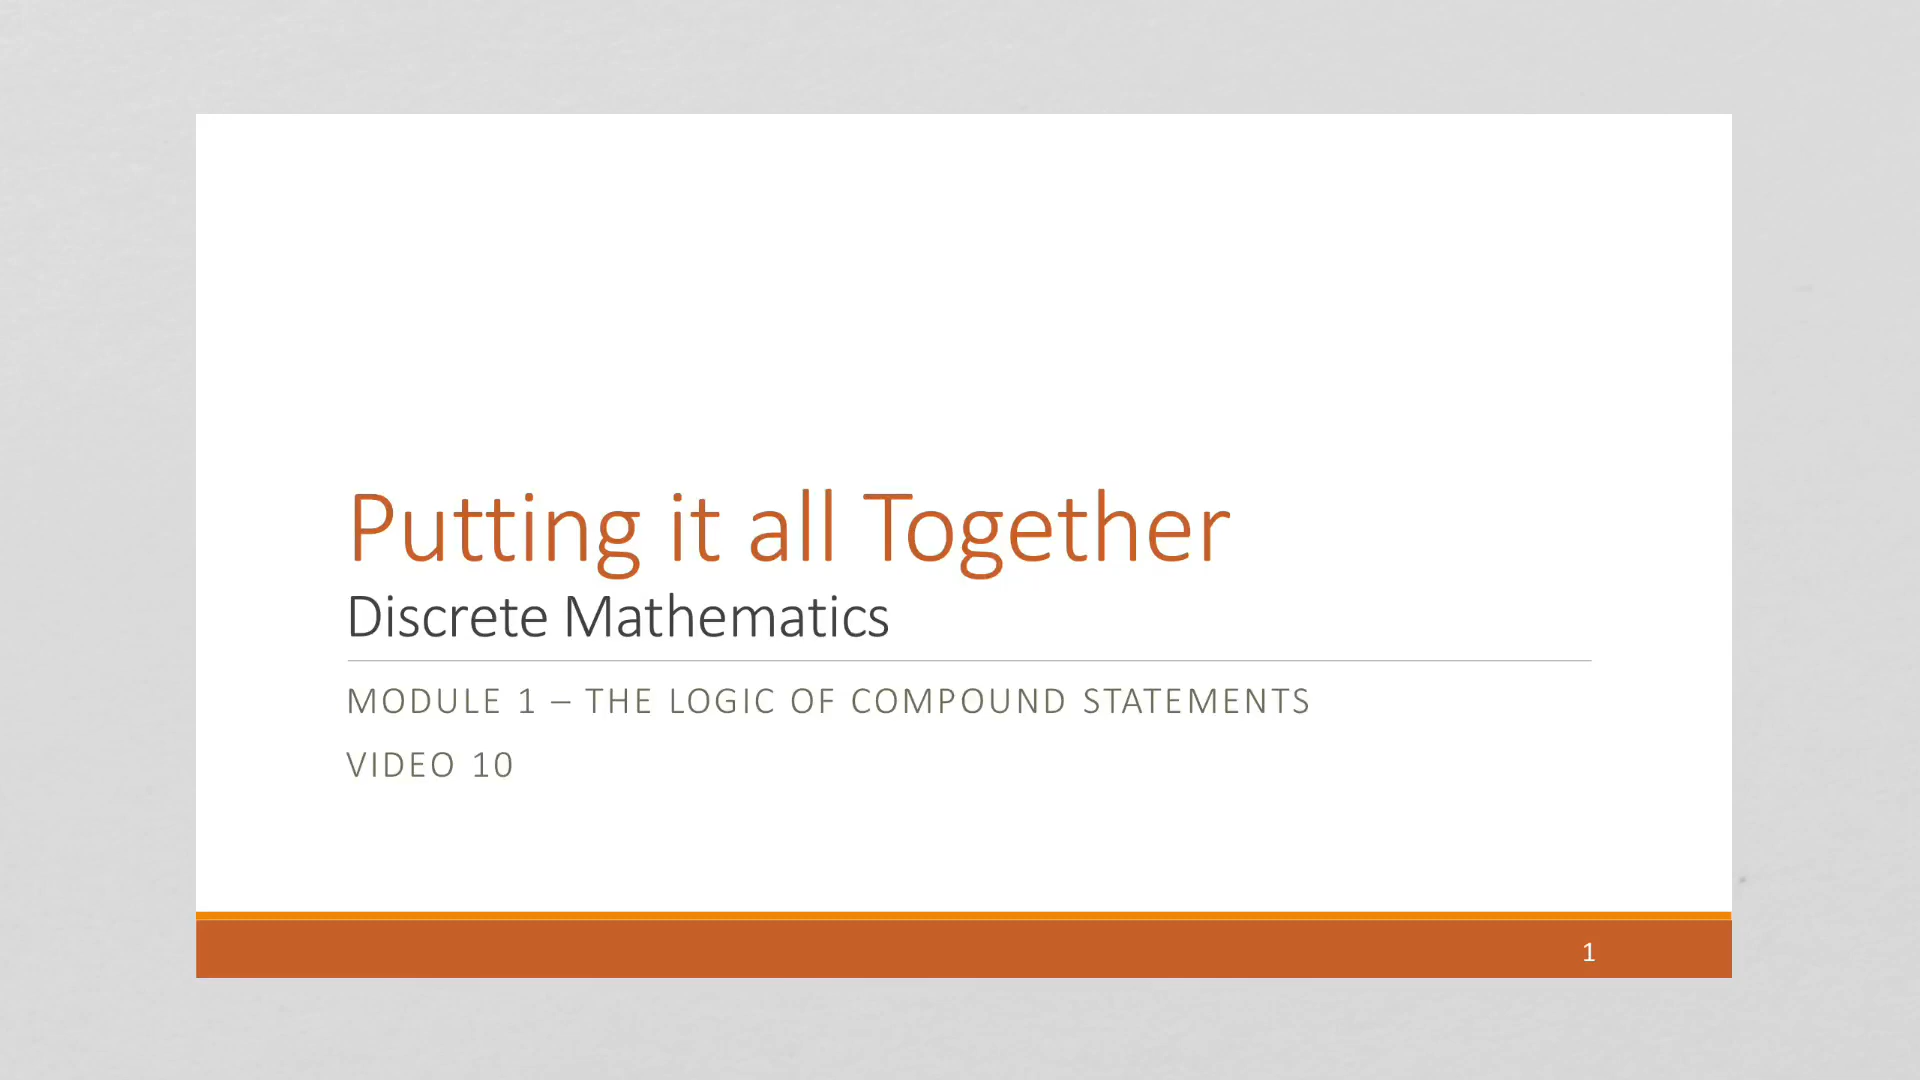 Putting it all Together
Discrete Mathematics
MODULE 1 – THE LOGIC OF COMPOUND STATEMENTS
VIDEO 10
1